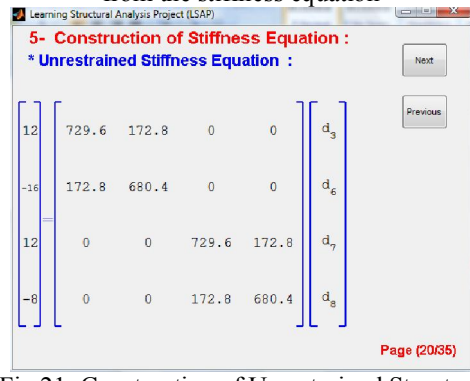 from the stiffness equation
Learning Structural Analysis Project (LSAP)
5- Construction of Stiffness Equation :
* Unrestrained Stiffness Equation :
Next
Previous
12 729.6 172.8 0 0 d3
-16 172.8 680.4 0 0 d6
=
12 0 0 729.6 172.8 d7
-8 0 0 172.8 680.4 d8
Page (20/35)
Fig 21: Construction of Unrestrained Struct